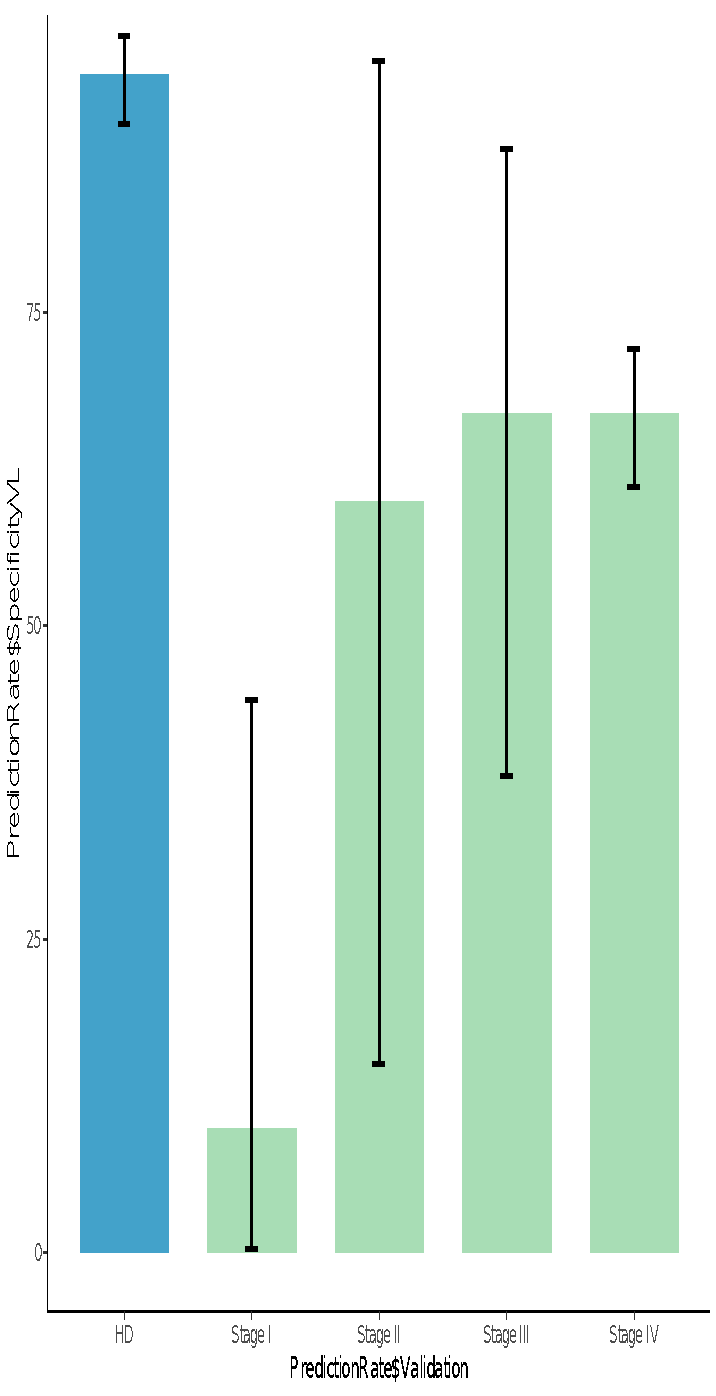 PredictionRate$SpecificityVL
75
50
25
0
HD
Stage I
Stage II
Stage III
Stage IV
PredictionRate$Validation